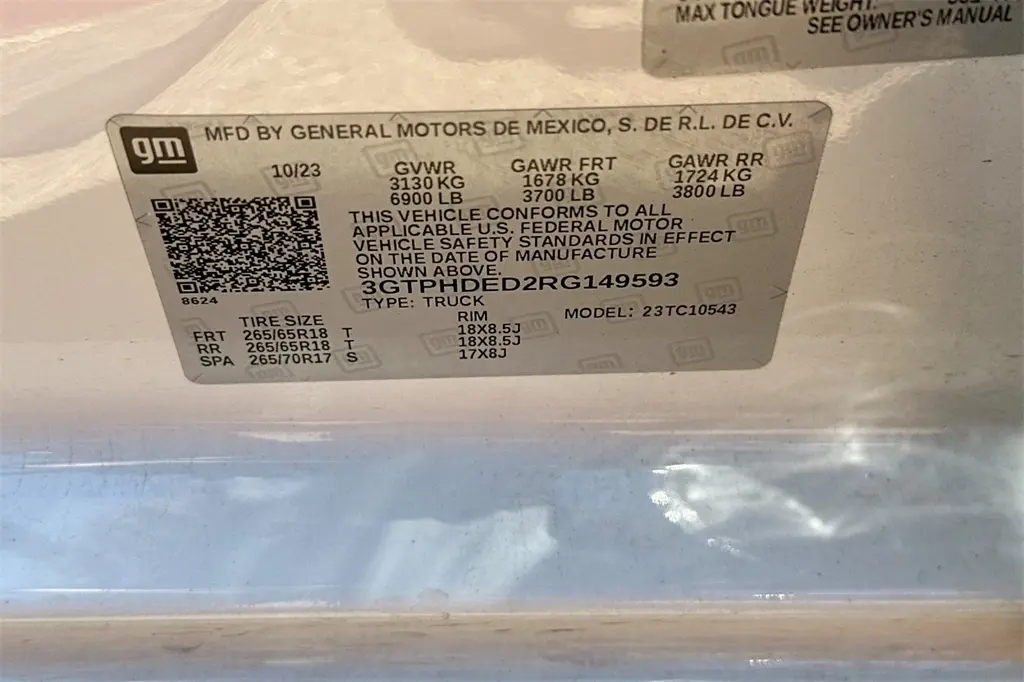 MAX TONGUE WEIGHT:
SEE OWNER'S MANUAL
gm
MFD BY GENERAL MOTORS DE MEXICO, S. DE R.L. DE C.V.
10/23 GVWR GAWR FRT GAWR RR
3130 KG 1678 KG 1724 KG
6900 LB 3700 LB 3800 LB
THIS VEHICLE CONFORMS TO ALL
APPLICABLE U.S. FEDERAL MOTOR
VEHICLE SAFETY STANDARDS IN EFFECT
ON THE DATE OF MANUFACTURE
SHOWN ABOVE.
8624
3GTPHDED2RG149593
TYPE: TRUCK
MODEL: 23TC10543
TIRE SIZE RIM
FRT 265/65R18 T 18X8.5J
RR 265/65R18 T 18X8.5J
SPA 265/70R17 S 17X8J